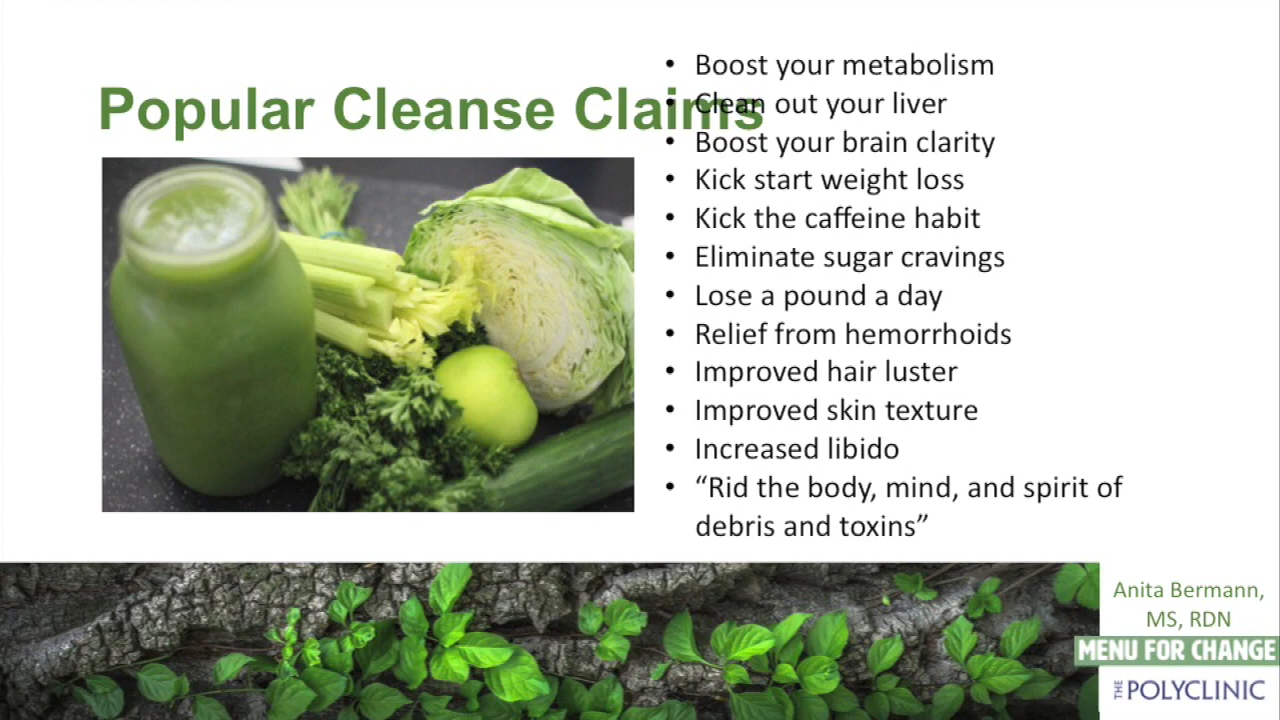 Popular Cleanse Claims
• Boost your metabolism
• Clean out your liver
• Boost your brain clarity
• Kick start weight loss
• Kick the caffeine habit
• Eliminate sugar cravings
• Lose a pound a day
• Relief from hemorrhoids
• Improved hair luster
• Improved skin texture
• Increased libido
• “Rid the body, mind, and spirit of
debris and toxins”
Anita Bermann,
MS, RDN
MENU FOR CHANGE
THE POLYCLINIC